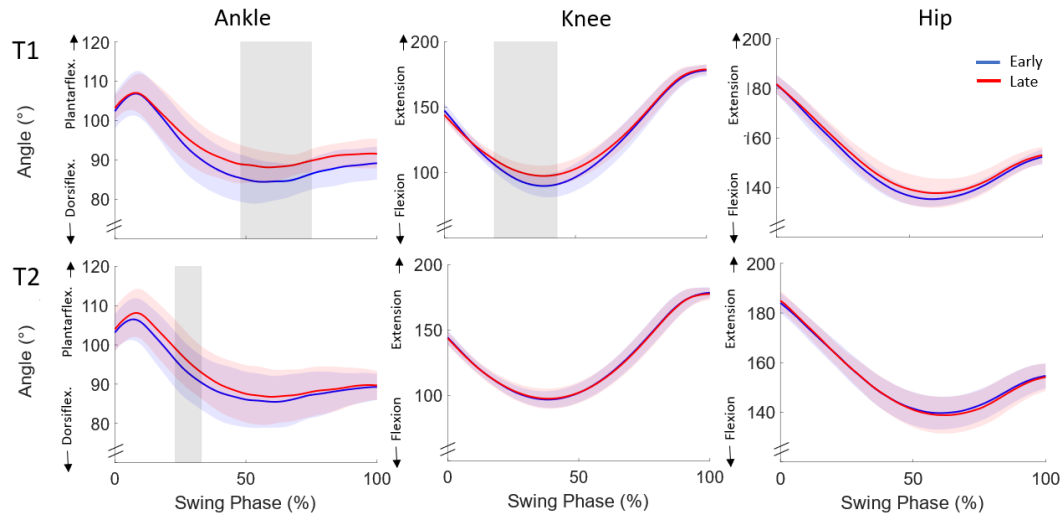 Ankle
Knee
Hip
T1
Angle (°)
Dorsiflex.
Plantarflex.
120
110
100
90
80
Flexion
Extension
200
150
100
Flexion
Extension
200
180
160
140
0
50
100
Early
Late
T2
Angle (°)
Dorsiflex.
Plantarflex.
120
110
100
90
80
0
50
100
Swing Phase (%)
Flexion
Extension
200
150
100
0
50
100
Swing Phase (%)
Flexion
Extension
200
180
160
140
0
50
100
Swing Phase (%)